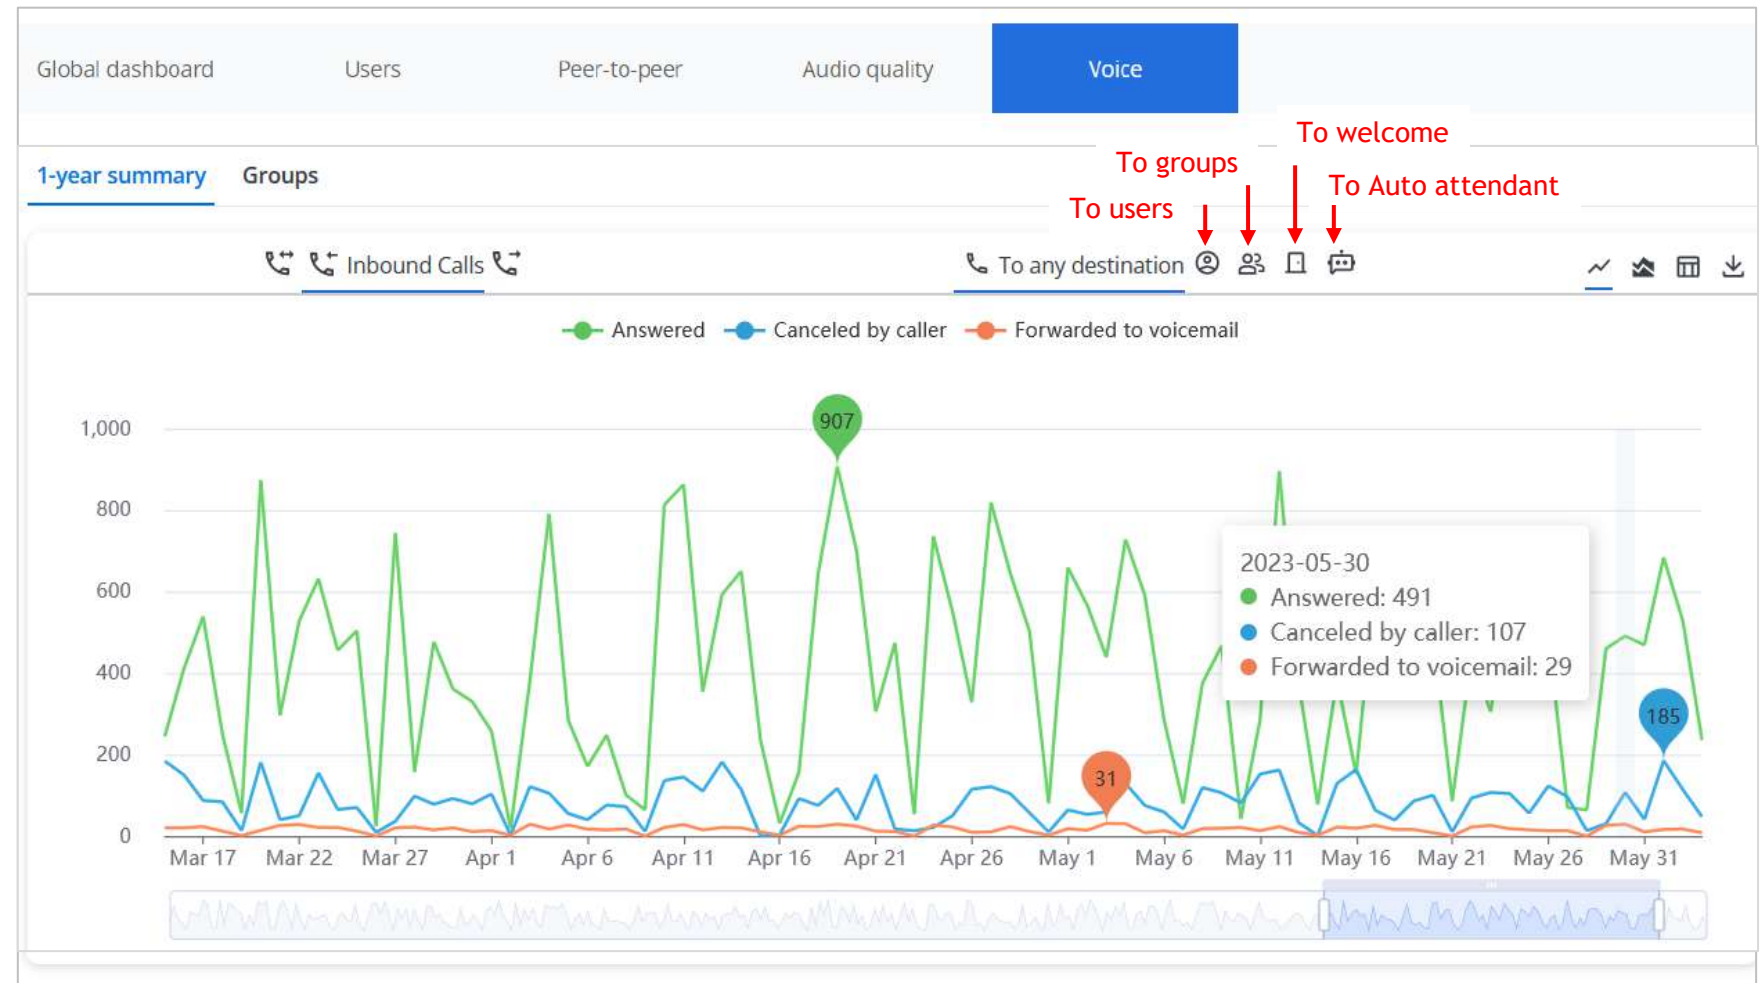 Global dashboard Users Peer-to-peer Audio quality Voice
To welcome
To groups
1-year summary Groups
To Auto attendant
To users
Inbound Calls To any destination
Answered Canceled by caller Forwarded to voicemail
907
1,000
800
2023-05-30
600
Answered: 491
Canceled by caller: 107
Forwarded to voicemail: 29
400
185
200
31
0
Mar 17 Mar 22 Mar 27 Apr 1 Apr 6 Apr 11 Apr 16 Apr 21 Apr 26 May 1 May 6 May 11 May 16 May 21 May 26 May 31